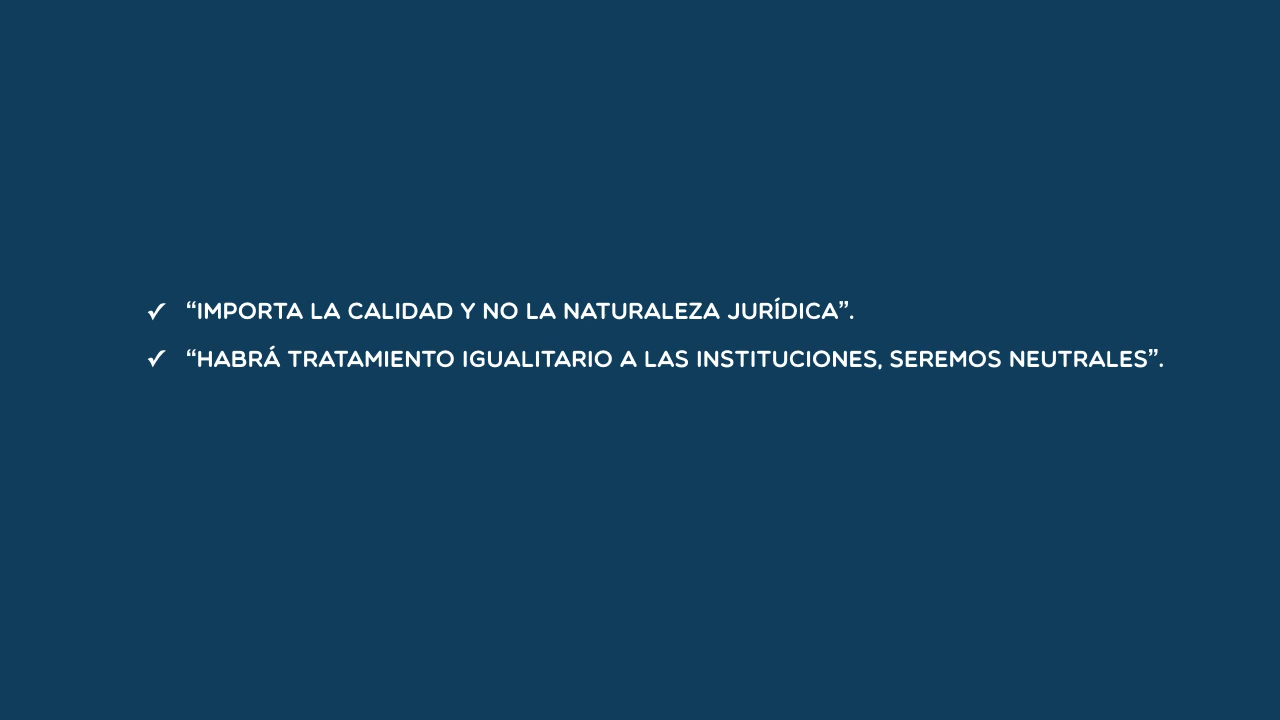 ✓ “IMPORTA LA CALIDAD Y NO LA NATURALEZA JURÍDICA”.
✓ “HABRÁ TRATAMIENTO IGUALITARIO A LAS INSTITUCIONES, SEREMOS NEUTRALES”.